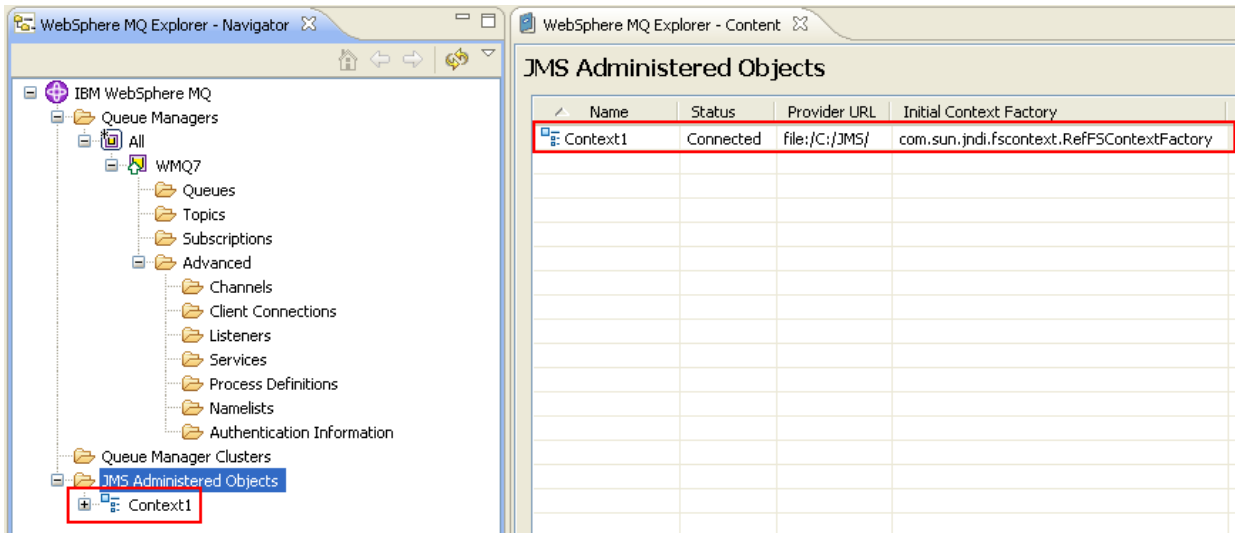 WebSphere MQ Explorer - Navigator
IBM WebSphere MQ
Queue Managers
All
WMQ7
Queues
Topics
Subscriptions
Advanced
Channels
Client Connections
Listeners
Services
Process Definitions
Namelists
Authentication Information
Queue Manager Clusters
JMS Administered Objects
Context1
WebSphere MQ Explorer - Content
JMS Administered Objects
Name Status Provider URL Initial Context Factory
Context1 Connected file:/C:/JMS/ com.sun.jndi.fscontext.RefFSContextFactory